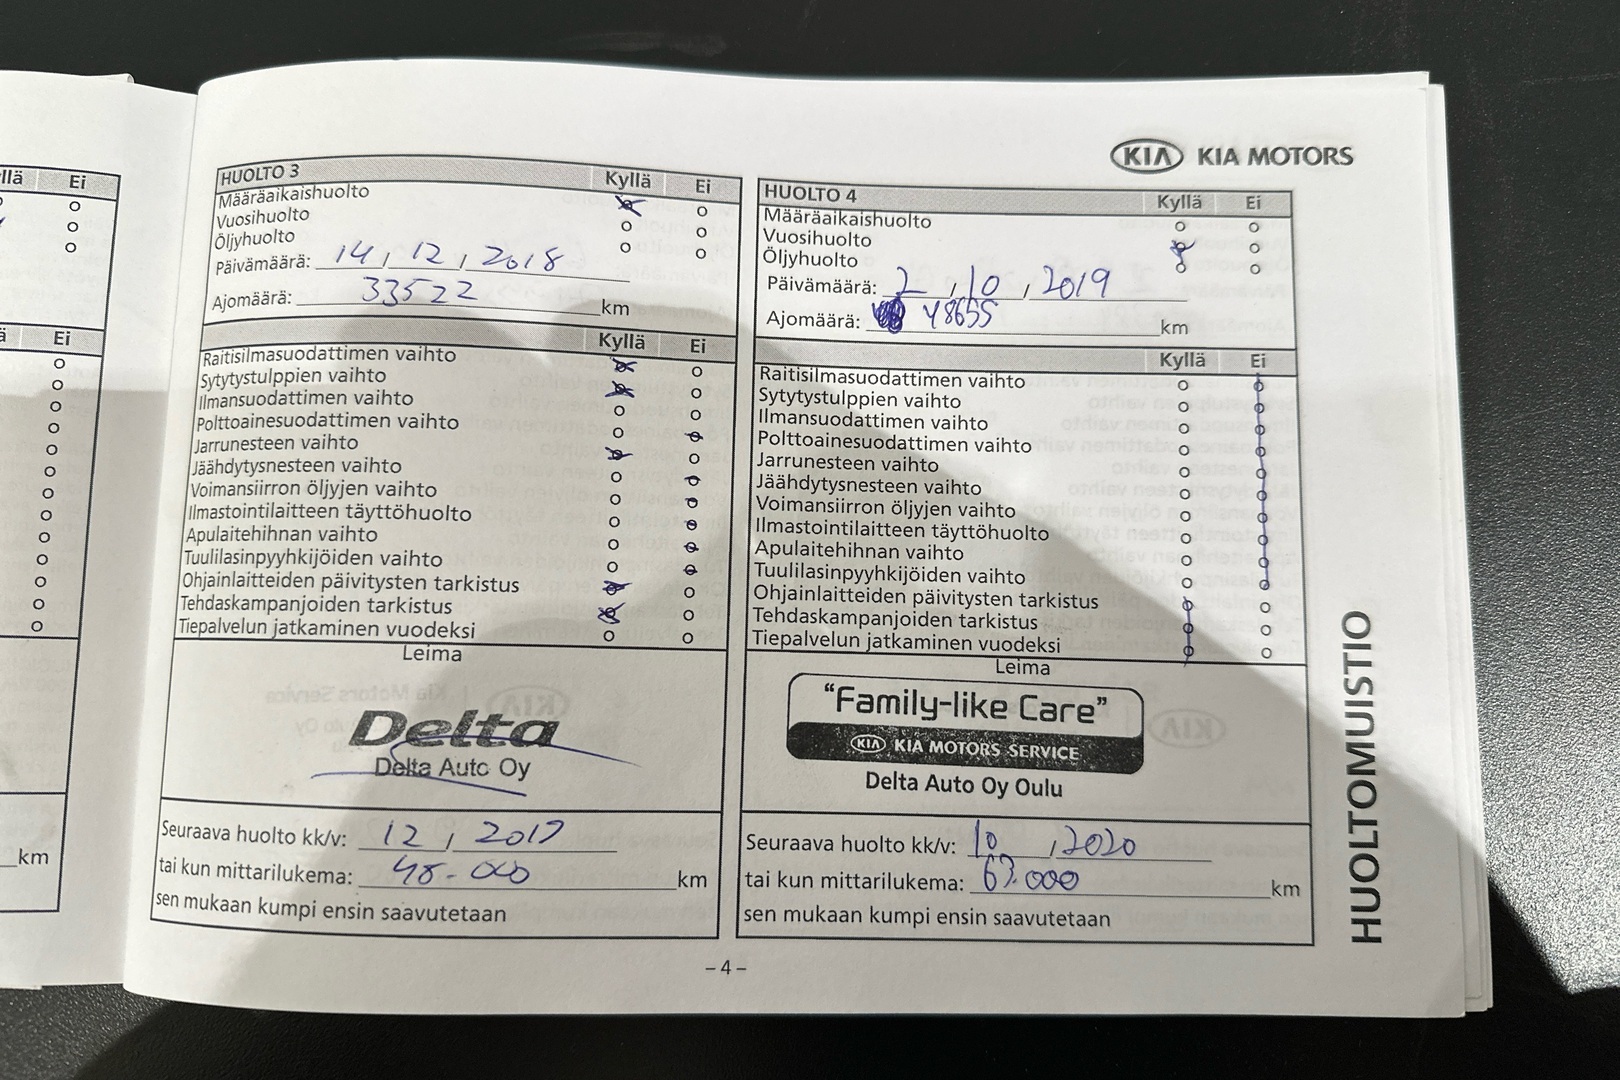 llä Ei
ä Ei
km
KIA KIA MOTORS
HUOLTO 3 Kyllä Ei
Määräaikaishuolto
Vuosihuolto
Öljyhuolto
Päivämäärä: 14, 12, 2018
Ajomäärä: 33522 km
Kyllä Ei
Raitisilmasuodattimen vaihto
Sytytystulppien vaihto
Ilmansuodattimen vaihto
Polttoainesuodattimen vaihto
Jarrunesteen vaihto
Jäähdytysnesteen vaihto
Voimansiirron öljyjen vaihto
Ilmastointilaitteen täyttöhuolto
Apulaitehihnan vaihto
Tuulilasinpyyhkijöiden vaihto
Ohjainlaitteiden päivitysten tarkistus
Tehdaskampanjoiden tarkistus
Tiepalvelun jatkaminen vuodeksi
Leima
Delta
Delta Auto Oy
Seuraava huolto kk/v: 12, 2017
tai kun mittarilukema: 48.000 km
sen mukaan kumpi ensin saavutetaan
HUOLTO 4 Kyllä Ei
Määräaikaishuolto
Vuosihuolto
Öljyhuolto
Päivämäärä: 2, 10, 2019
Ajomäärä: 48655 km
Kyllä Ei
Raitisilmasuodattimen vaihto
Sytytystulppien vaihto
Ilmansuodattimen vaihto
Polttoainesuodattimen vaihto
Jarrunesteen vaihto
Jäähdytysnesteen vaihto
Voimansiirron öljyjen vaihto
Ilmastointilaitteen täyttöhuolto
Apulaitehihnan vaihto
Tuulilasinpyyhkijöiden vaihto
Ohjainlaitteiden päivitysten tarkistus
Tehdaskampanjoiden tarkistus
Tiepalvelun jatkaminen vuodeksi
Leima
"Family-like Care"
KIA KIA MOTORS SERVICE
Delta Auto Oy Oulu
Seuraava huolto kk/v: 10, 2020
tai kun mittarilukema: 63.000 km
sen mukaan kumpi ensin saavutetaan
HUOLTOMUISTIO
– 4 –